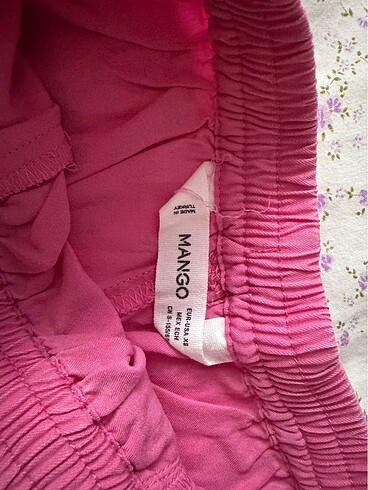 MADE IN
TURKEY
MANGO
EUR-USA XS
MEX ECH